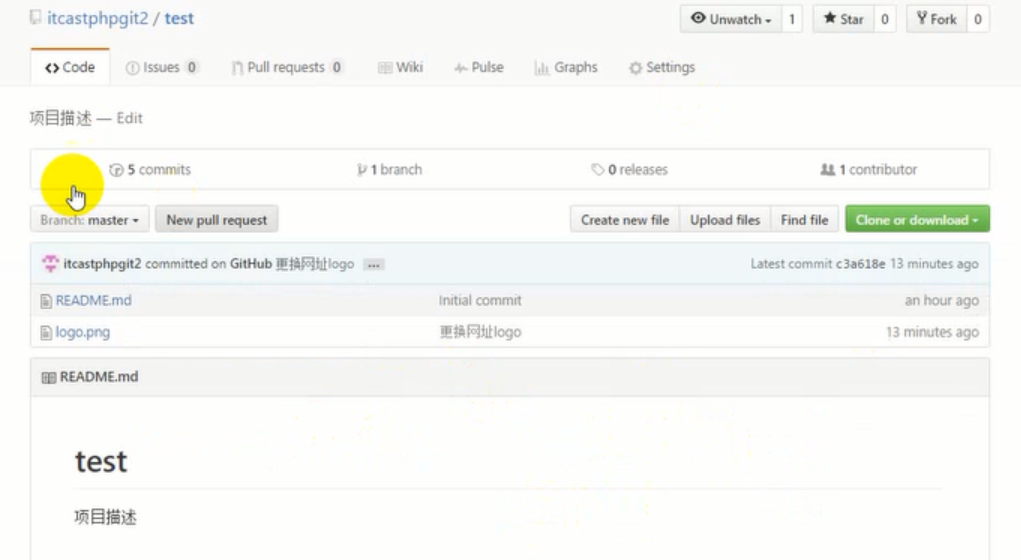 itcastphpgit2 / test
Unwatch 1 Star 0 Fork 0
Code Issues 0 Pull requests 0 Wiki Pulse Graphs Settings
项目描述 — Edit
5 commits 1 branch 0 releases 1 contributor
Branch: master New pull request Create new file Upload files Find file Clone or download
itcastphpgit2 committed on GitHub 更换网址logo ... Latest commit c3a618e 13 minutes ago
README.md Initial commit an hour ago
logo.png 更换网址logo 13 minutes ago
README.md
test
项目描述